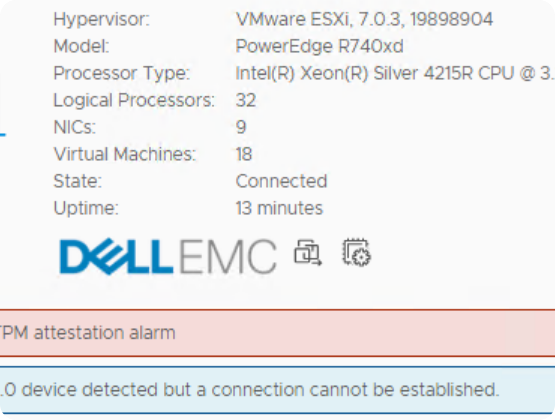 Hypervisor: VMware ESXi, 7.0.3, 19898904
Model: PowerEdge R740xd
Processor Type: Intel(R) Xeon(R) Silver 4215R CPU @ 3.
Logical Processors: 32
NICs: 9
Virtual Machines: 18
State: Connected
Uptime: 13 minutes
DELLEMC
TPM attestation alarm
.0 device detected but a connection cannot be established.